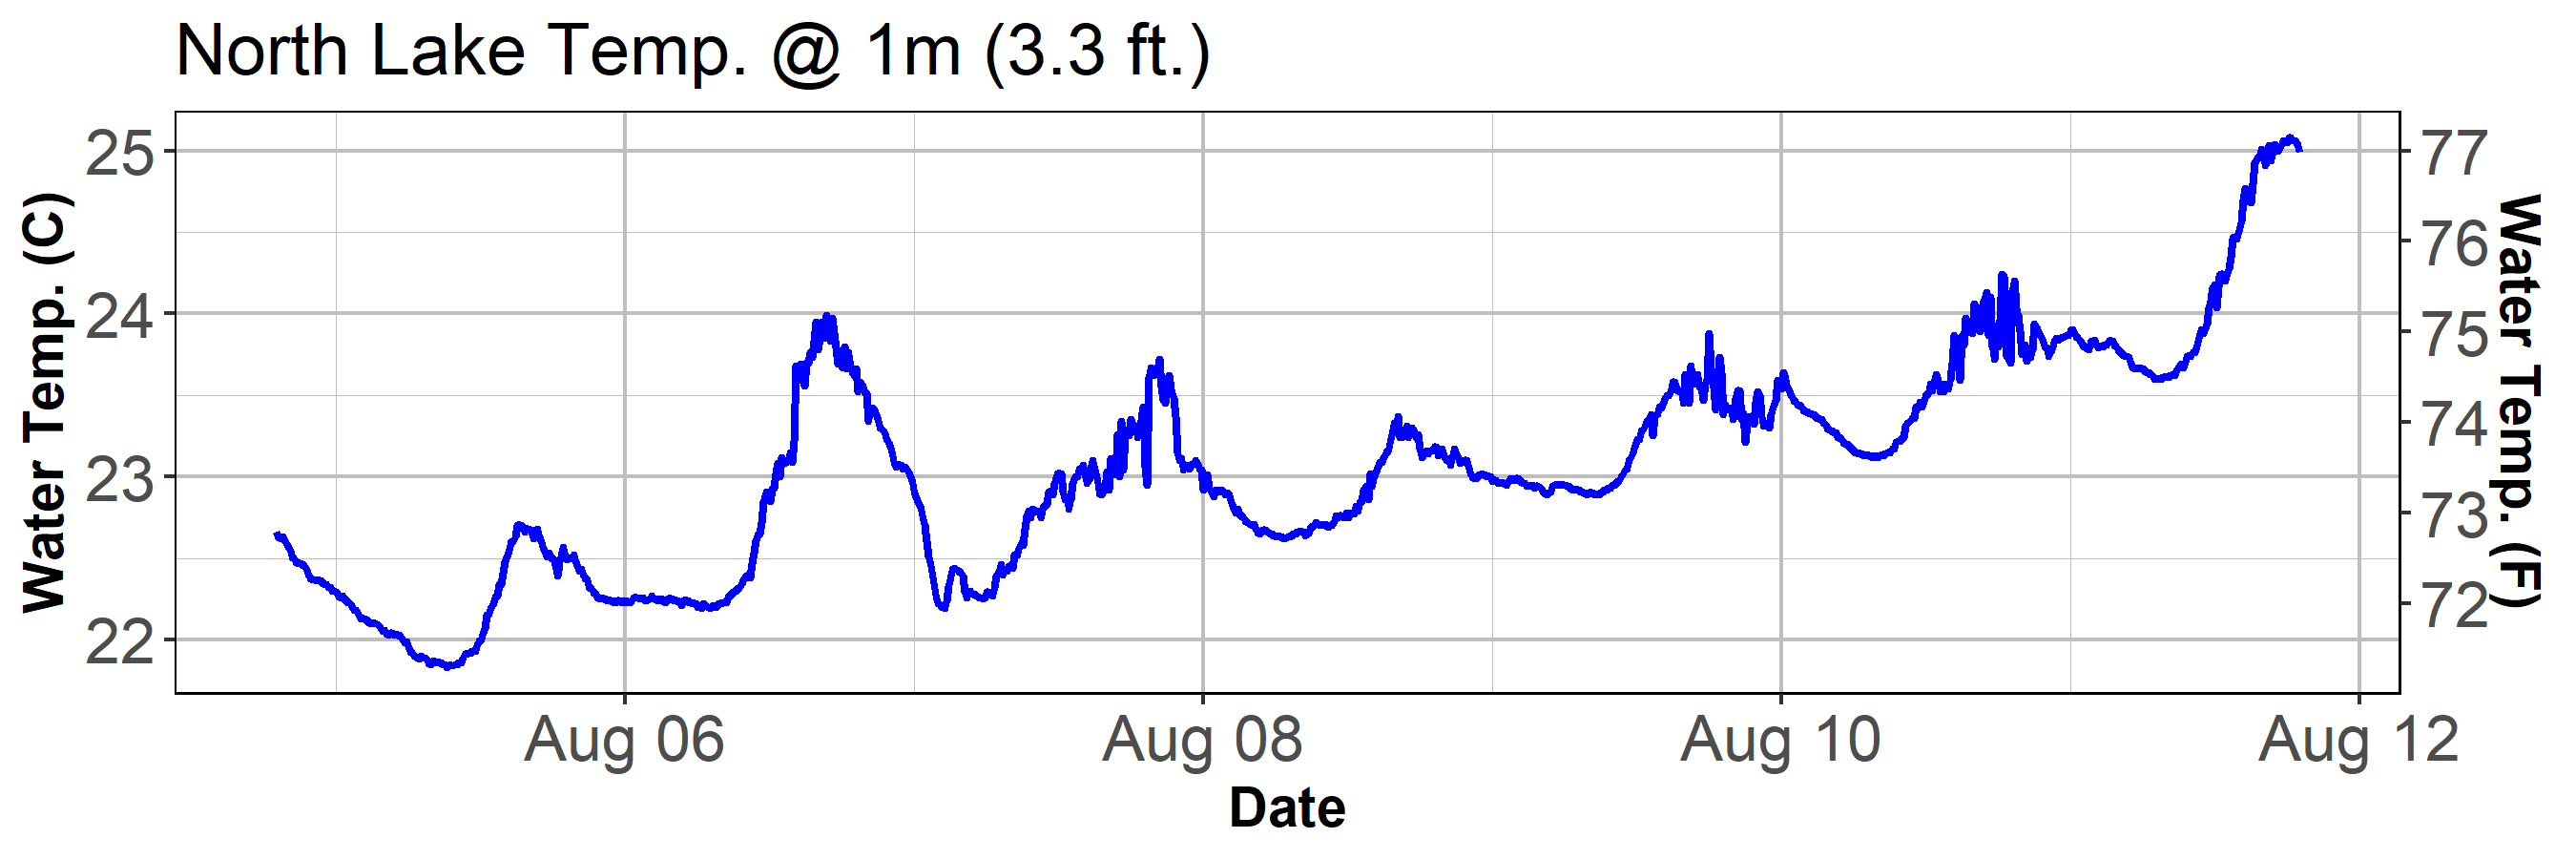 North Lake Temp. @ 1m (3.3 ft.)
Water Temp. (C)
25
24
23
22
77
76
75
74
73
72
Water Temp. (F)
Aug 06 Aug 08 Aug 10 Aug 12
Date